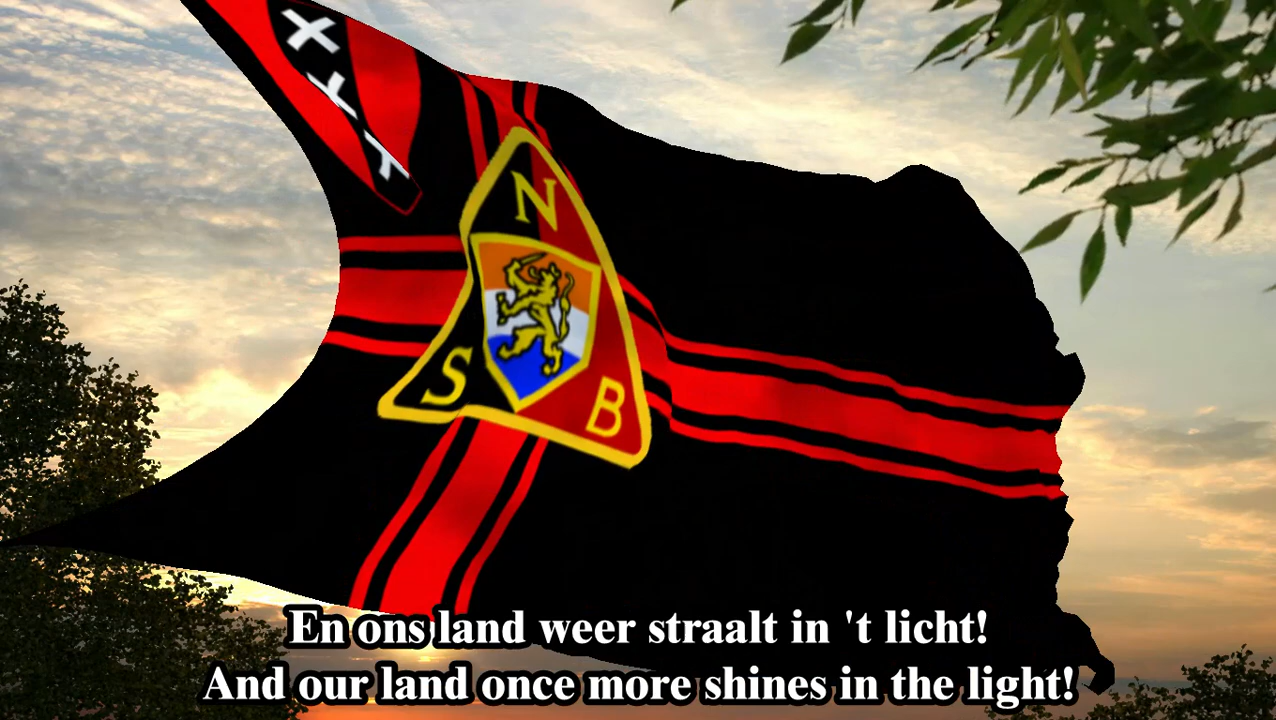 N
S B
En ons land weer straalt in 't licht!
And our land once more shines in the light!